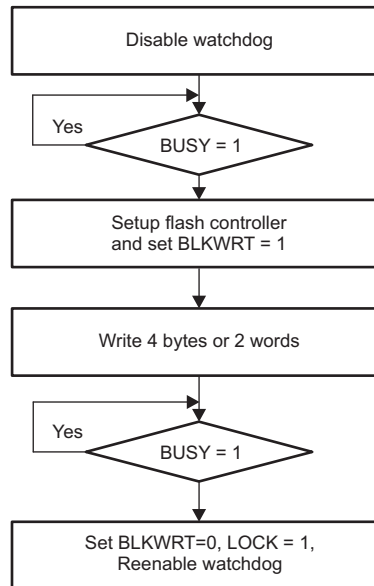 Disable watchdog
Yes
BUSY = 1
Setup flash controller
and set BLKWRT = 1
Write 4 bytes or 2 words
Yes
BUSY = 1
Set BLKWRT=0, LOCK = 1,
Reenable watchdog